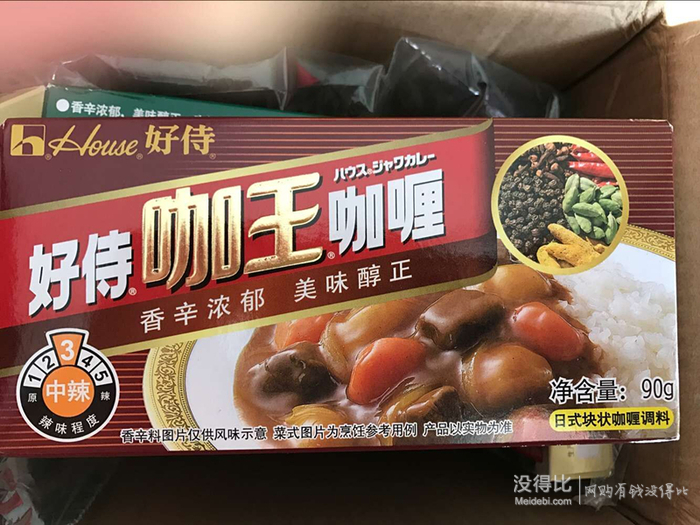 ●香辛浓郁、美味醇正
House 好侍
ハウス ジャワカレー
好侍 咖王 咖喱
香辛浓郁 美味醇正
1 2 3 4 5
原 中辣 辣
辣味程度
净含量：90g
日式块状咖喱调料
香辛料图片仅供风味示意 菜式图片为烹饪参考用例 产品以实物为准
没得比
Meidebi.com
网购有钱没得比